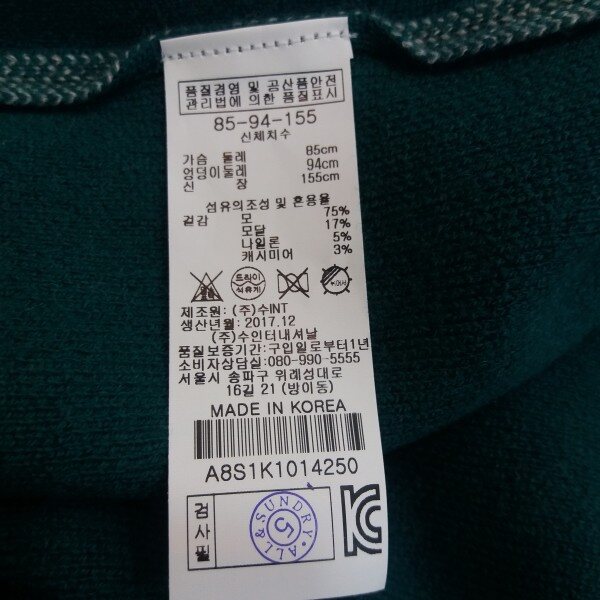 품질경영 및 공산품안전
관리법에 의한 품질표시
85-94-155
신체치수
가슴 둘레 85cm
엉덩이둘레 94cm
신 장 155cm
섬유의조성 및 혼용율
겉감 모 75%
모달 17%
나일론 5%
캐시미어 3%
드라이
석유계
뉘어서
제조원: (주)수INT
생산년월: 2017.12
(주)수인터내셔날
품질보증기간:구입일로부터1년
소비자상담실:080-990-5555
서울시 송파구 위례성대로
16길 21 (방이동)
MADE IN KOREA
A8S1K1014250
검사필
ALL & SUNDRY
5
KC